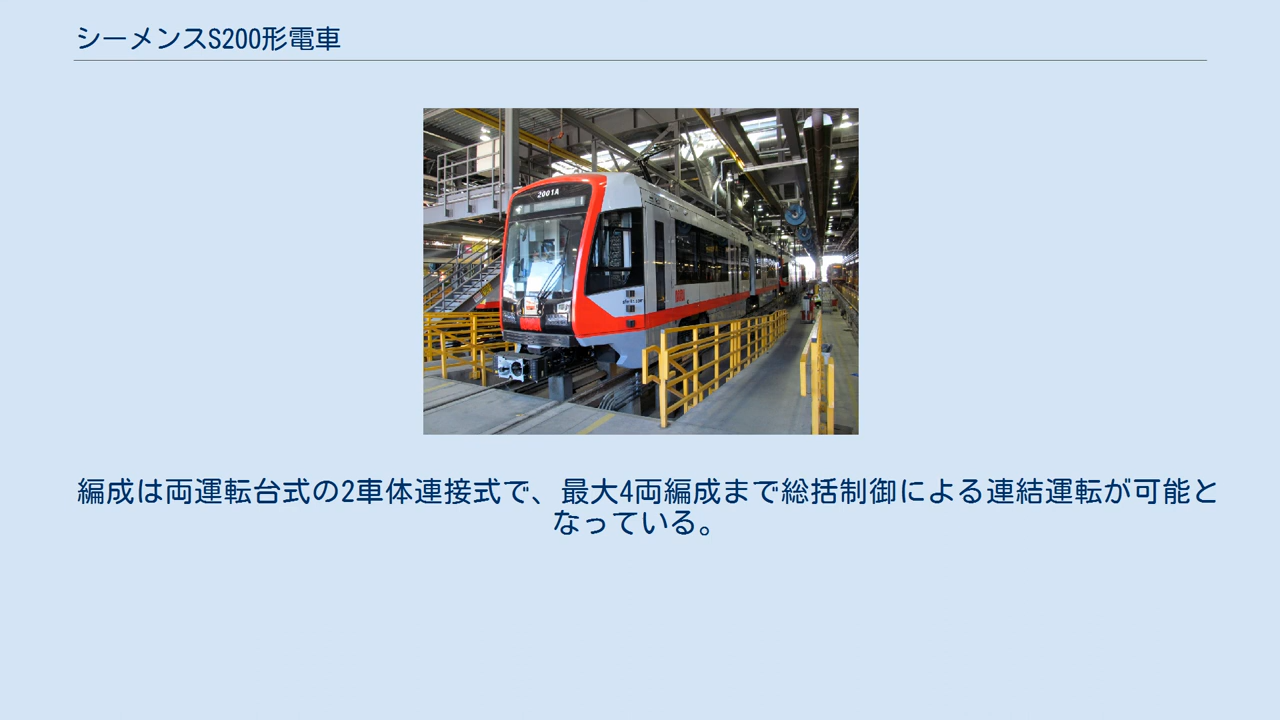 シーメンスS200形電車
2001A
編成は両運転台式の2車体連接式で、最大4両編成まで総括制御による連結運転が可能と
なっている。